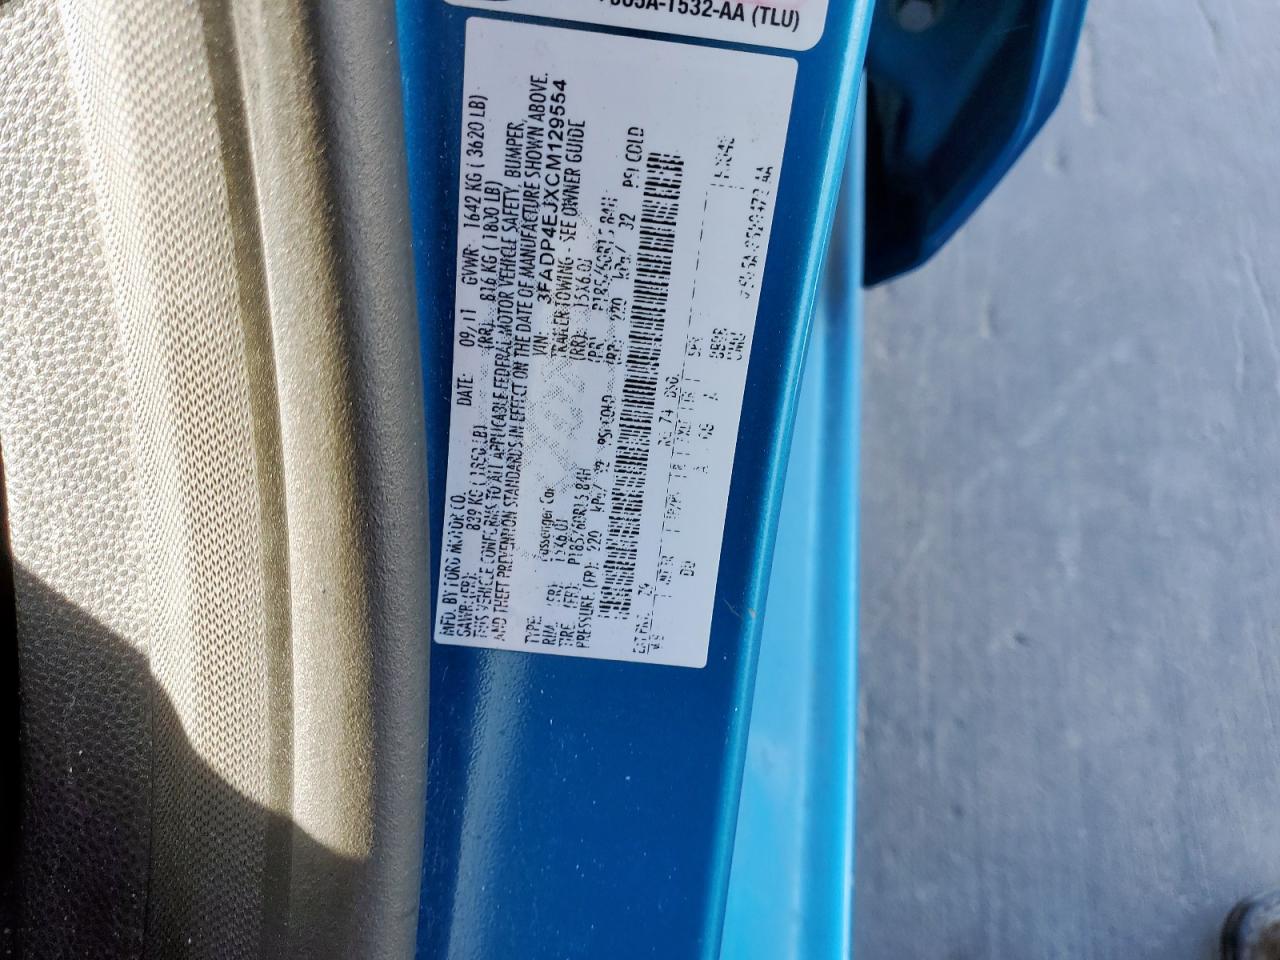 -1532-AA (TLU)
MFD. BY FORD MOTOR CO. DATE: 09/11 GVWR: 1642 KG ( 3620 LB)
839 KG ( 1850 LB) (RR): 816 KG ( 1800 LB)
THIS VEHICLE CONFORMS TO ALL APPLICABLE FEDERAL MOTOR VEHICLE SAFETY, BUMPER,
AND THEFT PREVENTION STANDARDS IN EFFECT ON THE DATE OF MANUFACTURE SHOWN ABOVE.
VIN: 3FADP4EJXCM129554
TYPE: Passenger Car TRAILER TOWING - SEE OWNER GUIDE
RIM: (FR): 15X6.0J (RR): 15X6.0J
TIRE (FR): P185/60R15 84H (RR) P185/60R15 84H
PRESSURE (FR): 220 kPa/ 32 PSI COLD (RR): 220 kPa/ 32 PSI COLD
DSO:
SPR